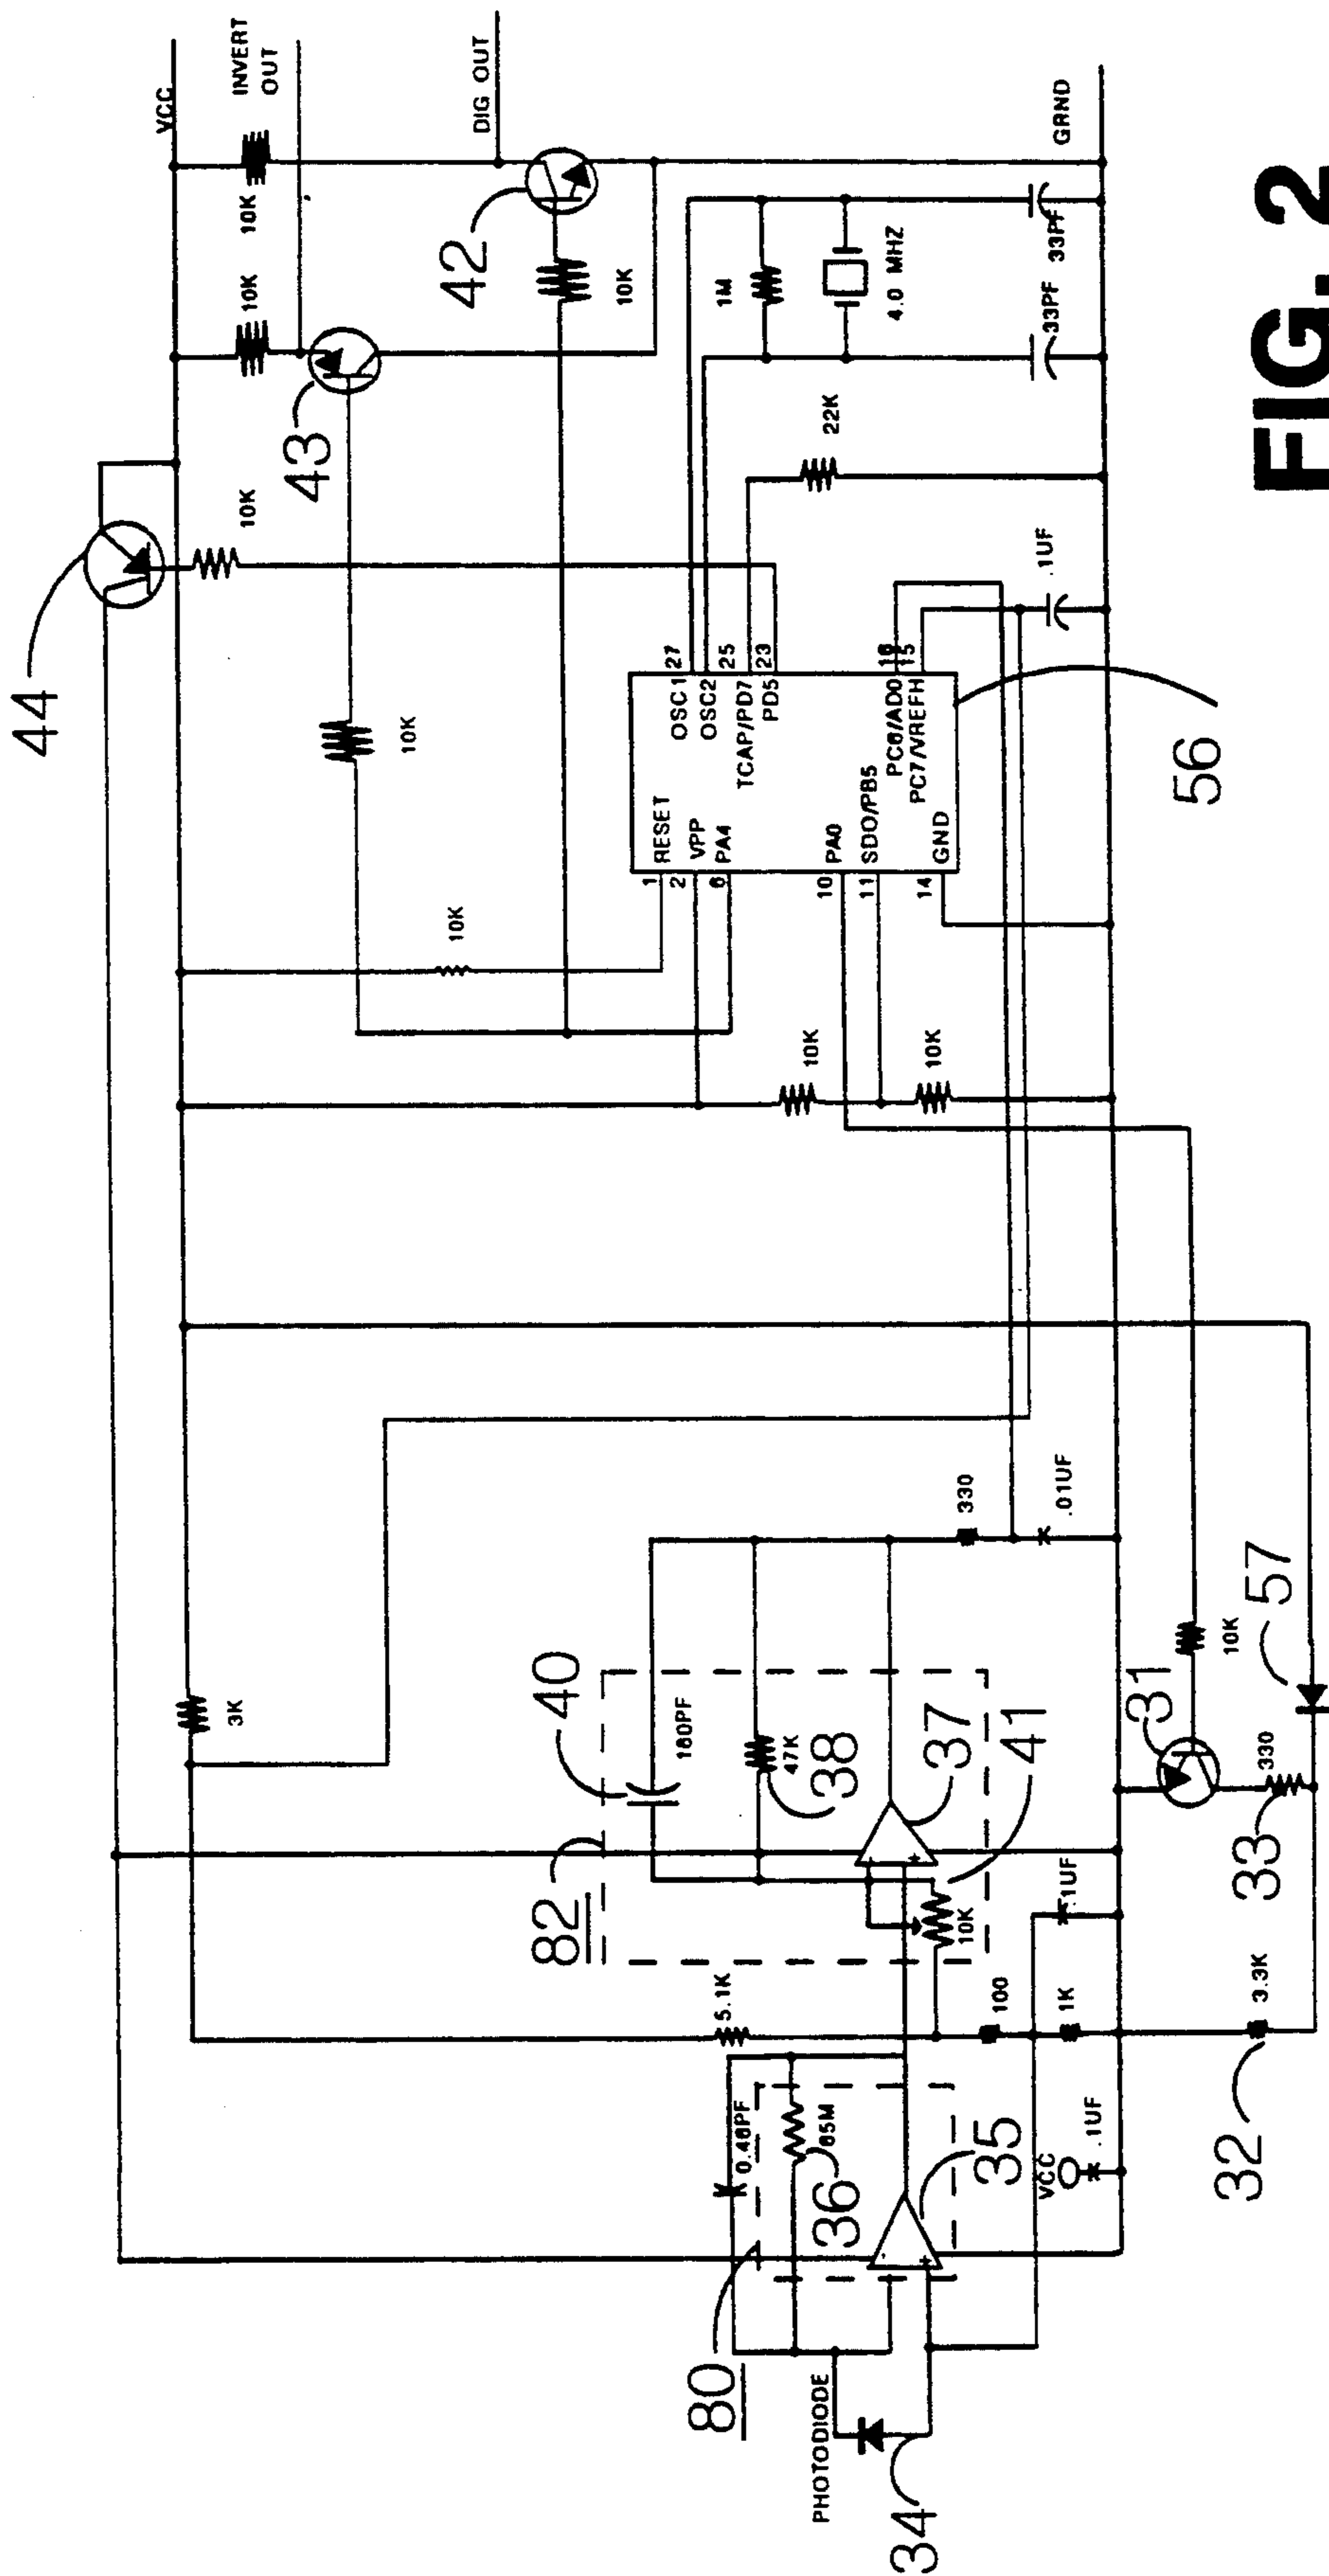 44
VCC
INVERT
OUT
10K
10K
10K
43
DIG OUT
42
10K
10K
10K
RESET
VPP
PA4
PA0
SDO/PB5
GND
OSC1
OSC2
TCAP/PD7
PD5
PC6/AD0
PC7/VREFH
1
2
6
10
11
14
27
25
23
16
15
56
1M
4.0 MHZ
33PF
33PF
22K
.1UF
GRND
10K
10K
3K
82
40
180PF
47K
38
37
41
10K
330
.01UF
5.1K
100
1K
.1UF
80
0.46PF
65M
36
35
PHOTODIODE
34
VCC
.1UF
32
3.3K
33
330
31
10K
57
FIG. 2